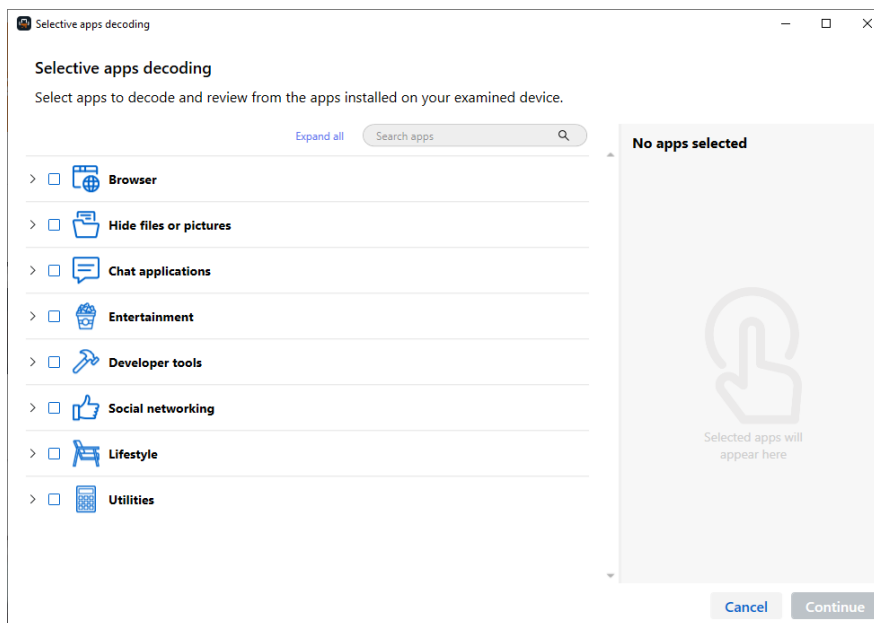 Selective apps decoding
Selective apps decoding
Select apps to decode and review from the apps installed on your examined device.
Expand all
Search apps
No apps selected
Browser
Hide files or pictures
Chat applications
Entertainment
Developer tools
Social networking
Lifestyle
Utilities
Selected apps will
appear here
Cancel
Continue